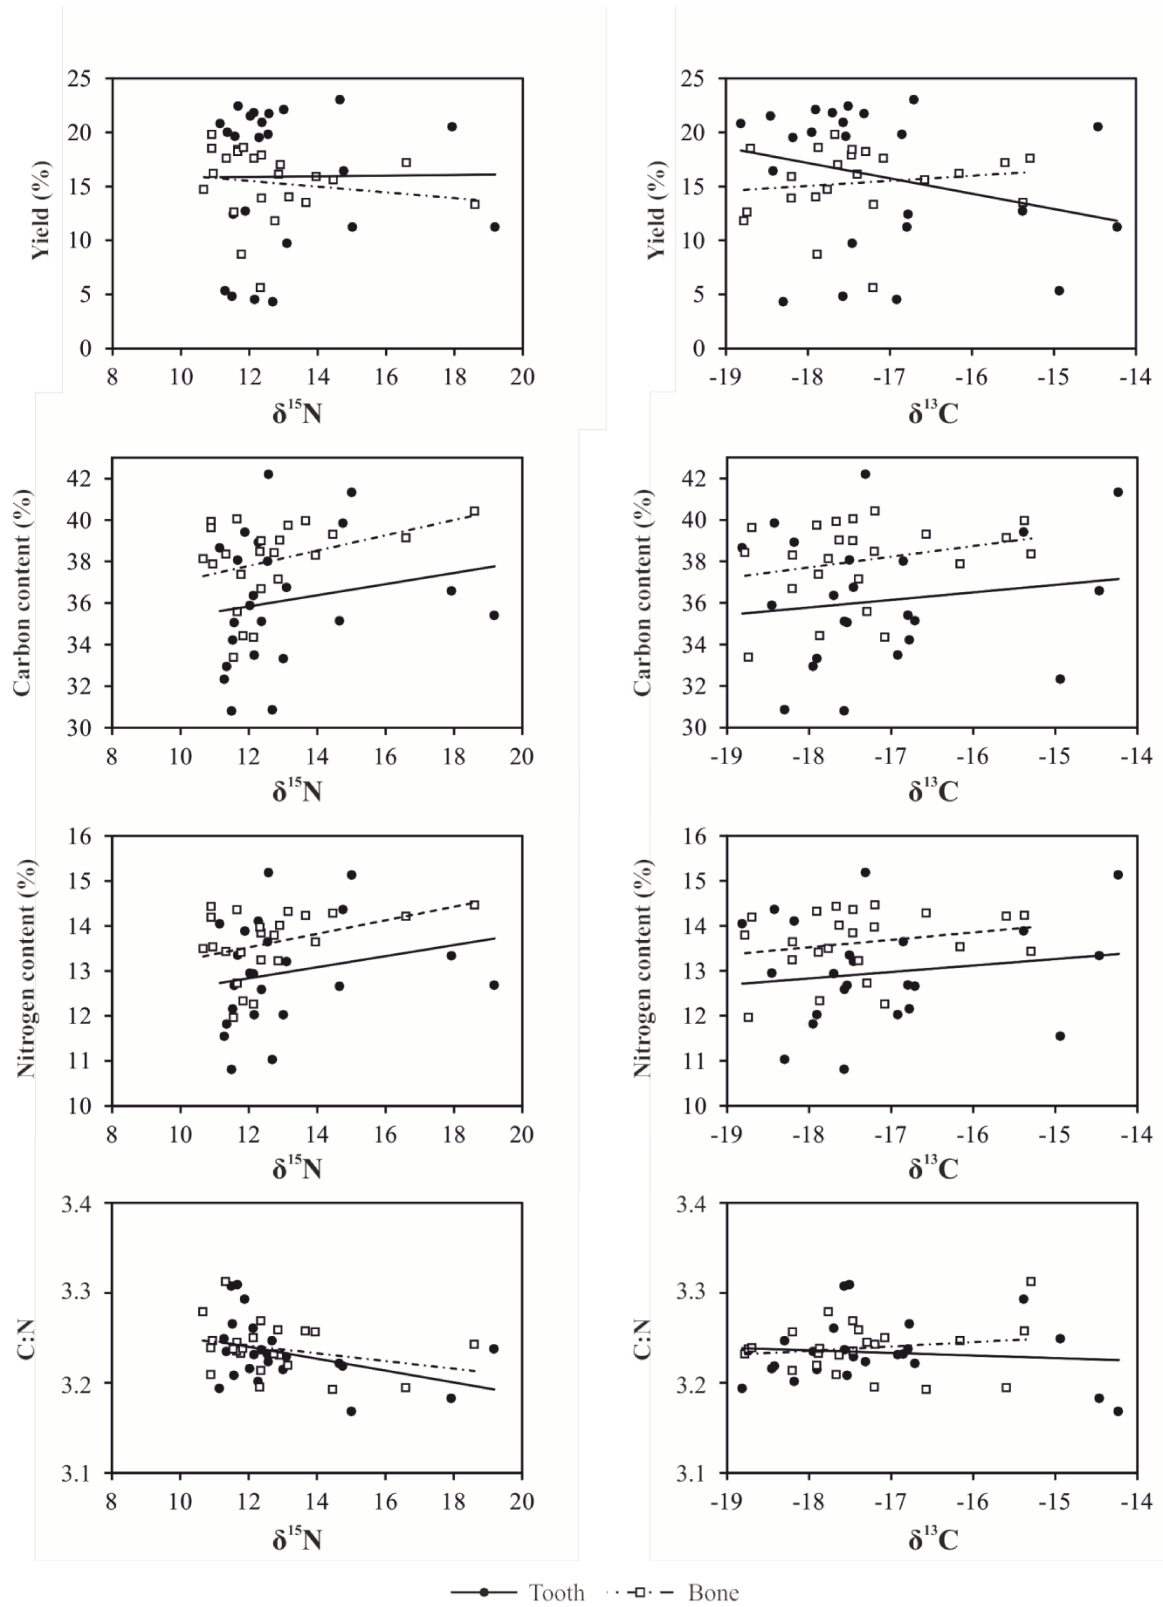 25
20
15
10
5
0
Yield (%)
8 10 12 14 16 18 20
δ¹⁵N
25
20
15
10
5
0
Yield (%)
-19 -18 -17 -16 -15 -14
δ¹³C
42
40
38
36
34
32
30
Carbon content (%)
8 10 12 14 16 18 20
δ¹⁵N
42
40
38
36
34
32
30
Carbon content (%)
-19 -18 -17 -16 -15 -14
δ¹³C
16
15
14
13
12
11
10
Nitrogen content (%)
8 10 12 14 16 18 20
δ¹⁵N
16
15
14
13
12
11
10
Nitrogen content (%)
-19 -18 -17 -16 -15 -14
δ¹³C
3.4
3.3
3.2
3.1
C:N
8 10 12 14 16 18 20
δ¹⁵N
3.4
3.3
3.2
3.1
C:N
-19 -18 -17 -16 -15 -14
δ¹³C
Tooth Bone